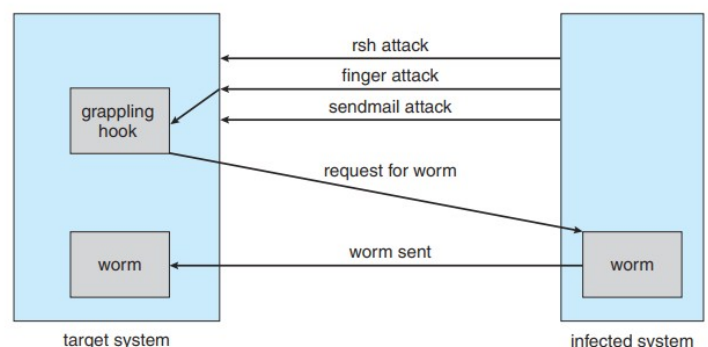 rsh attack
finger attack
sendmail attack
grappling
hook
request for worm
worm sent
worm
worm
target system
infected system